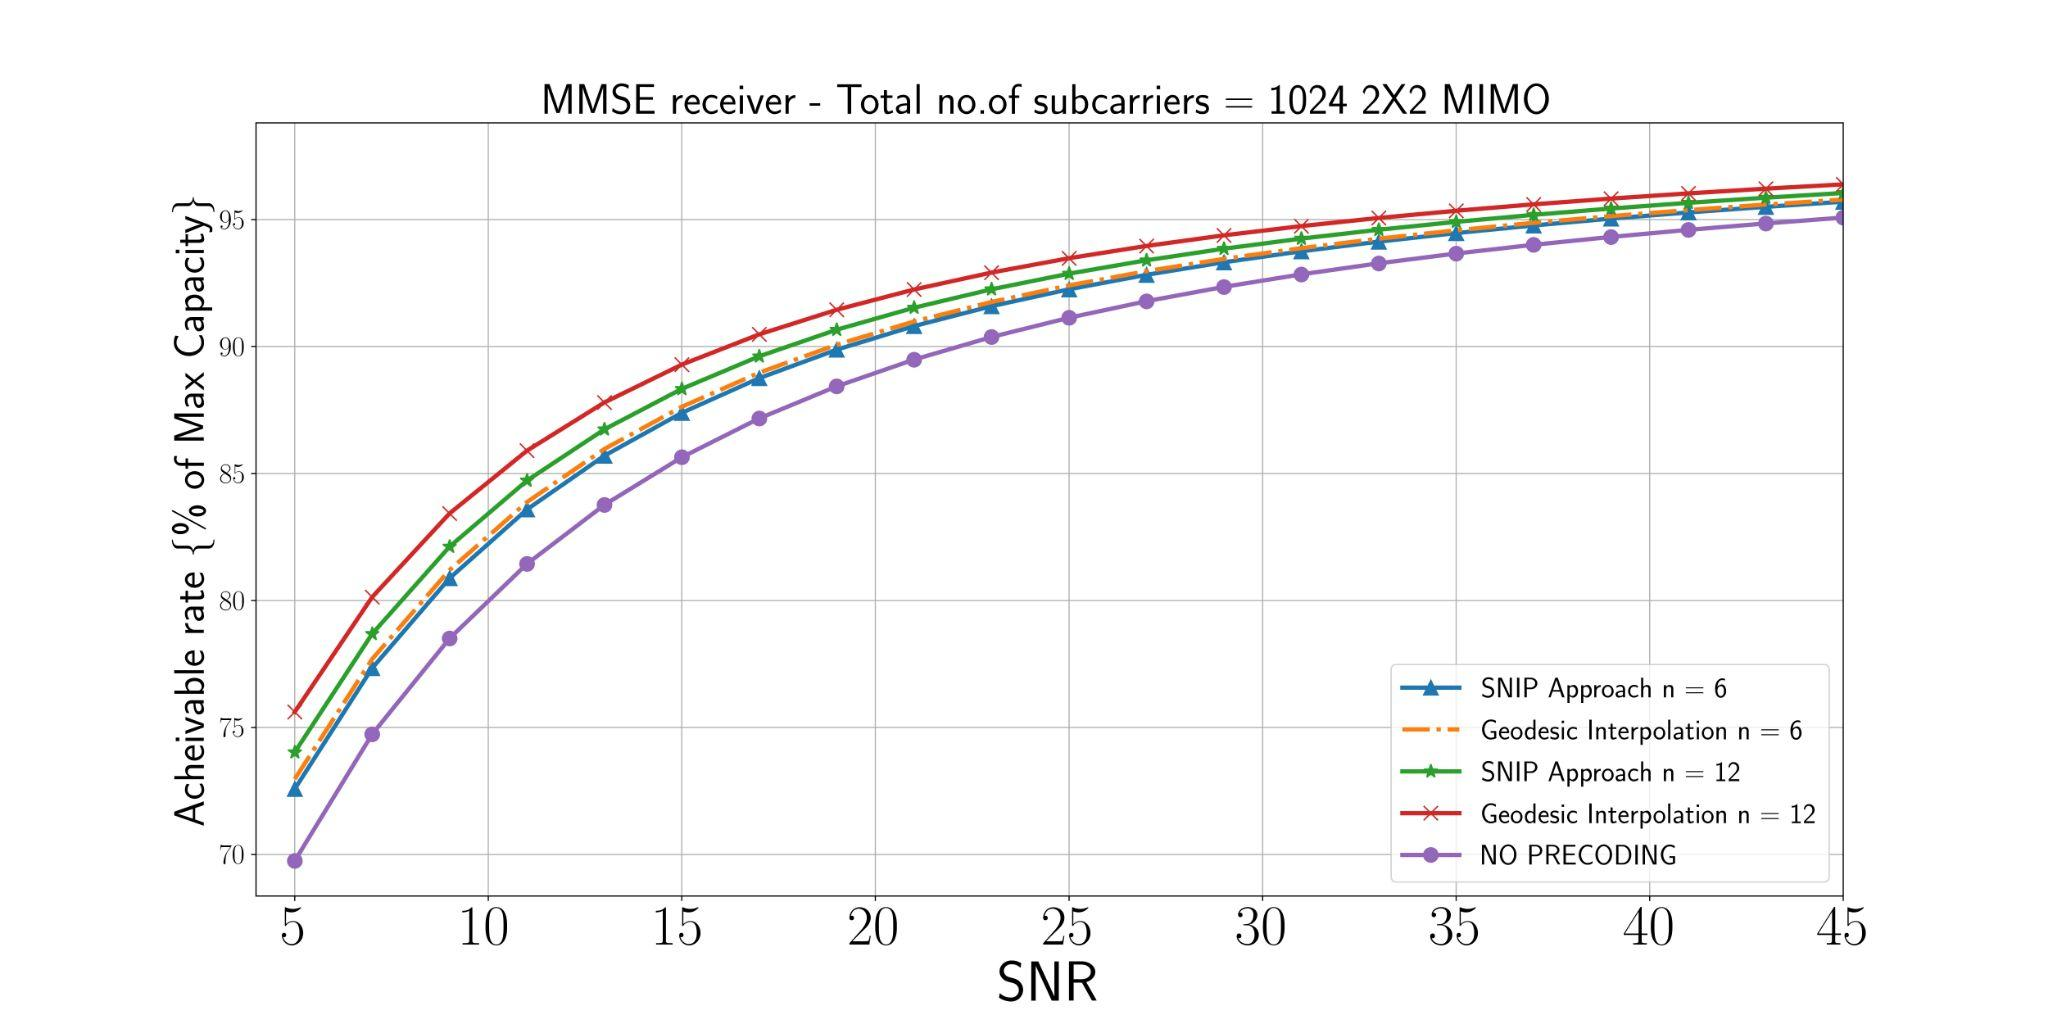 MMSE receiver - Total no.of subcarriers = 1024 2X2 MIMO
Acheivable rate {% of Max Capacity}
95
90
85
80
75
70
SNIP Approach n = 6
Geodesic Interpolation n = 6
SNIP Approach n = 12
Geodesic Interpolation n = 12
NO PRECODING
5 10 15 20 25 30 35 40 45
SNR